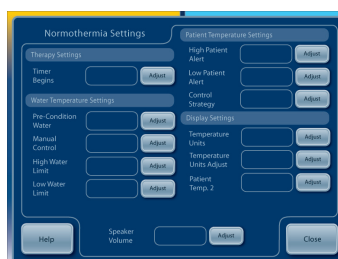 Normothermia Settings
Therapy Settings
Timer
Begins
Adjust
Water Temperature Settings
Pre-Condition
Water
Adjust
Manual
Control
Adjust
High Water
Limit
Adjust
Low Water
Limit
Adjust
Patient Temperature Settings
High Patient
Alert
Adjust
Low Patient
Alert
Adjust
Control
Strategy
Adjust
Display Settings
Temperature
Units
Adjust
Temperature
Units Adjust
Adjust
Patient
Temp. 2
Adjust
Help
Speaker
Volume
Adjust
Close